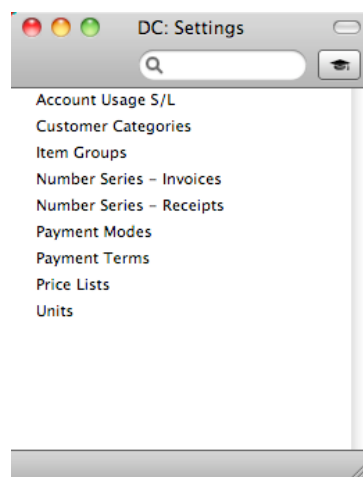 DC: Settings
Account Usage S/L
Customer Categories
Item Groups
Number Series – Invoices
Number Series – Receipts
Payment Modes
Payment Terms
Price Lists
Units